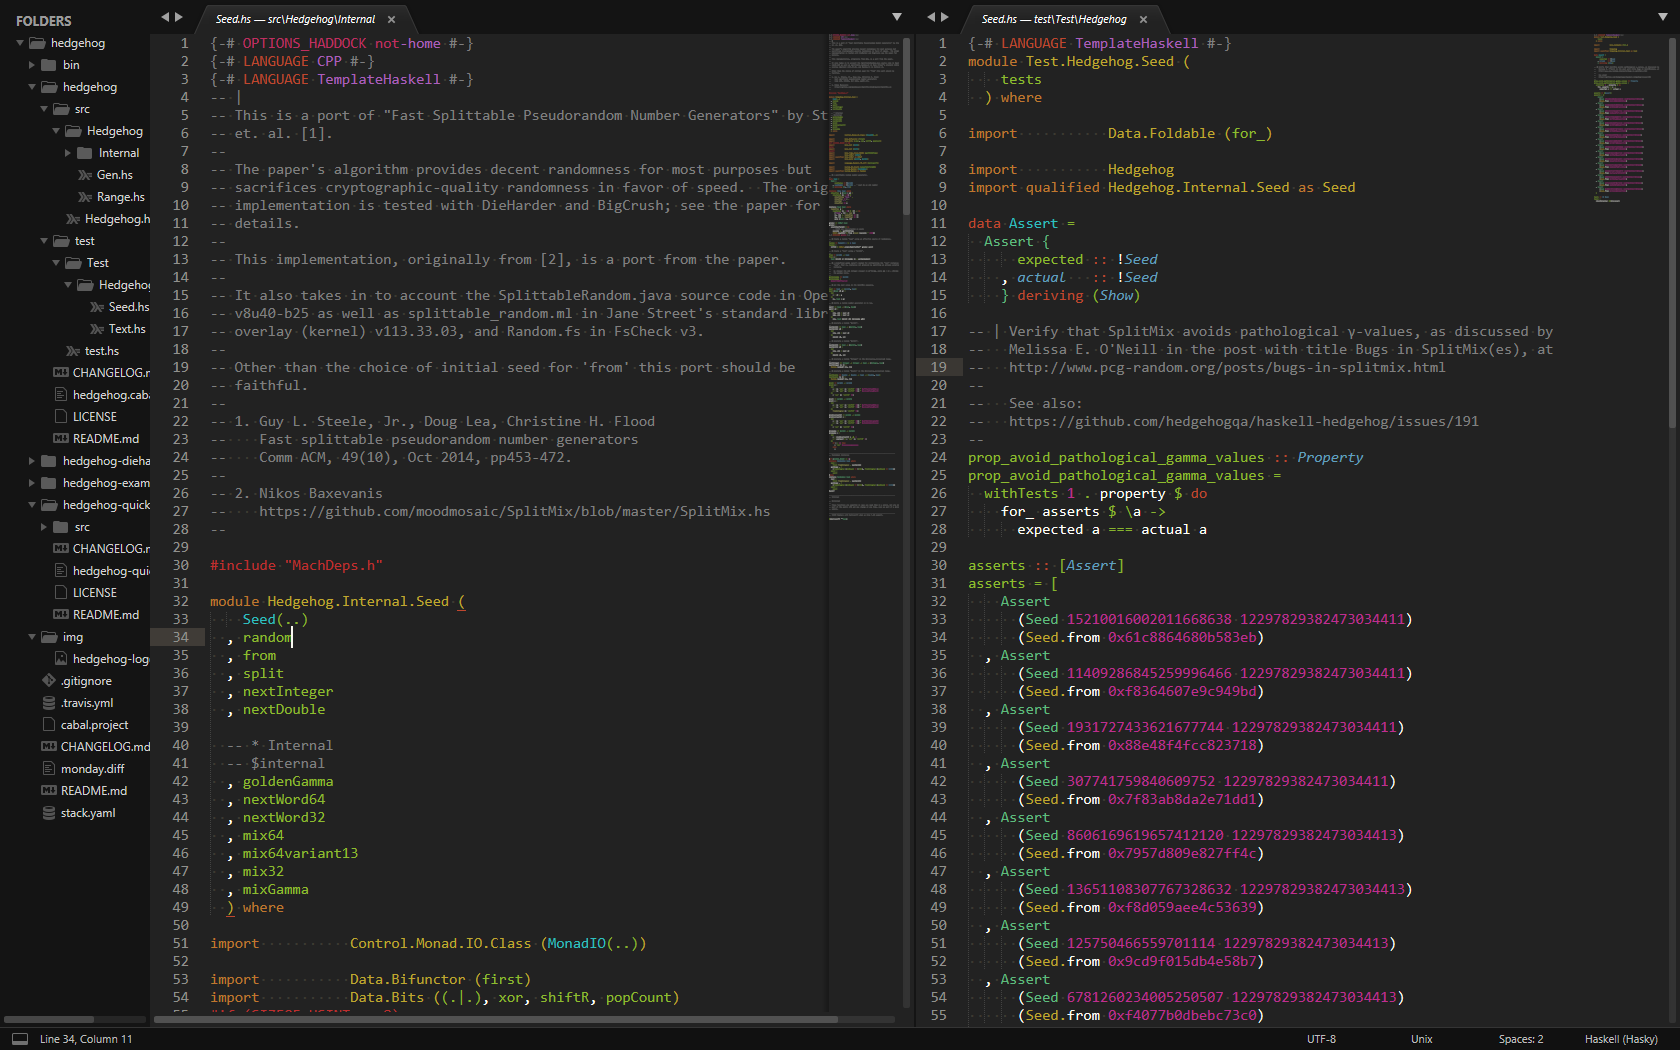 FOLDERS
hedgehog
bin
hedgehog
src
Hedgehog
Internal
Gen.hs
Range.hs
Hedgehog.h
test
Test
Hedgehog
Seed.hs
Text.hs
test.hs
CHANGELOG.r
hedgehog.caba
LICENSE
README.md
hedgehog-dieha
hedgehog-exam
hedgehog-quick
src
CHANGELOG.r
hedgehog-qui
LICENSE
README.md
img
hedgehog-log
.gitignore
.travis.yml
cabal.project
CHANGELOG.md
monday.diff
README.md
stack.yaml
Seed.hs — src\Hedgehog\Internal ×
1 {-# OPTIONS_HADDOCK not-home #-}
2 {-# LANGUAGE CPP #-}
3 {-# LANGUAGE TemplateHaskell #-}
4 -- |
5 -- This is a port of "Fast Splittable Pseudorandom Number Generators" by St
6 -- et. al. [1].
7 --
8 -- The paper's algorithm provides decent randomness for most purposes but
9 -- sacrifices cryptographic-quality randomness in favor of speed.  The orig
10 -- implementation is tested with DieHarder and BigCrush; see the paper for
11 -- details.
12 --
13 -- This implementation, originally from [2], is a port from the paper.
14 --
15 -- It also takes in to account the SplittableRandom.java source code in Ope
16 -- v8u40-b25 as well as splittable_random.ml in Jane Street's standard libr
17 -- overlay (kernel) v113.33.03, and Random.fs in FsCheck v3.
18 --
19 -- Other than the choice of initial seed for 'from' this port should be
20 -- faithful.
21 --
22 -- 1. Guy L. Steele, Jr., Doug Lea, Christine H. Flood
23 --    Fast splittable pseudorandom number generators
24 --    Comm ACM, 49(10), Oct 2014, pp453-472.
25 --
26 -- 2. Nikos Baxevanis
27 --    https://github.com/moodmosaic/SplitMix/blob/master/SplitMix.hs
28 --
29
30 #include "MachDeps.h"
31
32 module Hedgehog.Internal.Seed (
33     Seed(..)
34   , random
35   , from
36   , split
37   , nextInteger
38   , nextDouble
39
40   -- * Internal
41   -- $internal
42   , goldenGamma
43   , nextWord64
44   , nextWord32
45   , mix64
46   , mix64variant13
47   , mix32
48   , mixGamma
49   ) where
50
51 import           Control.Monad.IO.Class (MonadIO(..))
52
53 import           Data.Bifunctor (first)
54 import           Data.Bits ((.|.), xor, shiftR, popCount)
Seed.hs — test\Test\Hedgehog ×
1 {-# LANGUAGE TemplateHaskell #-}
2 module Test.Hedgehog.Seed (
3     tests
4   ) where
5
6 import           Data.Foldable (for_)
7
8 import           Hedgehog
9 import qualified Hedgehog.Internal.Seed as Seed
10
11 data Assert =
12   Assert {
13       expected :: !Seed
14     , actual   :: !Seed
15     } deriving (Show)
16
17 -- | Verify that SplitMix avoids pathological γ-values, as discussed by
18 --   Melissa E. O'Neill in the post with title Bugs in SplitMix(es), at
19 --   http://www.pcg-random.org/posts/bugs-in-splitmix.html
20 --
21 --   See also:
22 --   https://github.com/hedgehogqa/haskell-hedgehog/issues/191
23 --
24 prop_avoid_pathological_gamma_values :: Property
25 prop_avoid_pathological_gamma_values =
26   withTests 1 . property $ do
27     for_ asserts $ \a ->
28       expected a === actual a
29
30 asserts :: [Assert]
31 asserts = [
32     Assert
33       (Seed 15210016002011668638 12297829382473034411)
34       (Seed.from 0x61c8864680b583eb)
35   , Assert
36       (Seed 11409286845259996466 12297829382473034411)
37       (Seed.from 0xf8364607e9c949bd)
38   , Assert
39       (Seed 1931727433621677744 12297829382473034411)
40       (Seed.from 0x88e48f4fcc823718)
41   , Assert
42       (Seed 307741759840609752 12297829382473034411)
43       (Seed.from 0x7f83ab8da2e71dd1)
44   , Assert
45       (Seed 8606169619657412120 12297829382473034413)
46       (Seed.from 0x7957d809e827ff4c)
47   , Assert
48       (Seed 13651108307767328632 12297829382473034413)
49       (Seed.from 0xf8d059aee4c53639)
50   , Assert
51       (Seed 125750466559701114 12297829382473034413)
52       (Seed.from 0x9cd9f015db4e58b7)
53   , Assert
54       (Seed 6781260234005250507 12297829382473034413)
55       (Seed.from 0xf4077b0dbebc73c0)
Line 34, Column 11
UTF-8
Unix
Spaces: 2
Haskell (Hasky)